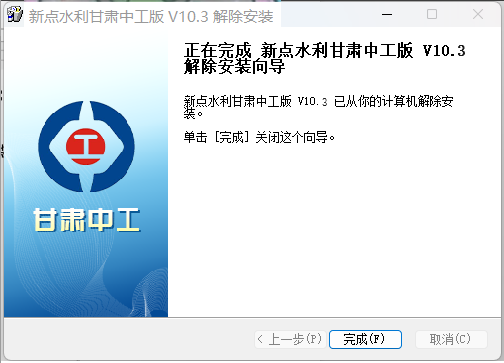 新点水利甘肃中工版 V10.3 解除安装
正在完成 新点水利甘肃中工版 V10.3
解除安装向导
新点水利甘肃中工版 V10.3 已从你的计算机解除安
装。
单击 [完成] 关闭这个向导。
工
甘肃中工
< 上一步(P)
完成(F)
取消(C)